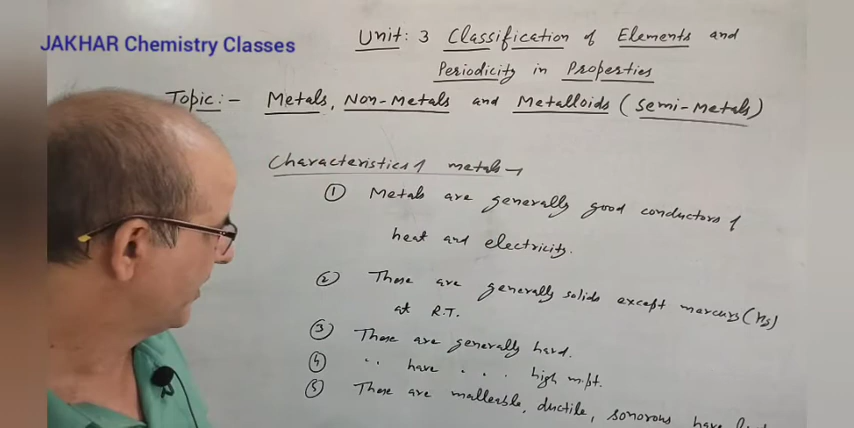 JAKHAR Chemistry Classes
Unit: 3 Classification of Elements and
Periodicity in Properties
Topic:- Metals, Non-Metals and Metalloids (Semi-Metals)
Characteristics of metals→
① Metals are generally good conductors of
heat and electricity.
② These are generally solids except mercury (Hg)
at R.T.
③ These are generally hard.
④ " have " " high m.pt.
⑤ These are malleable, ductile, sonorous have